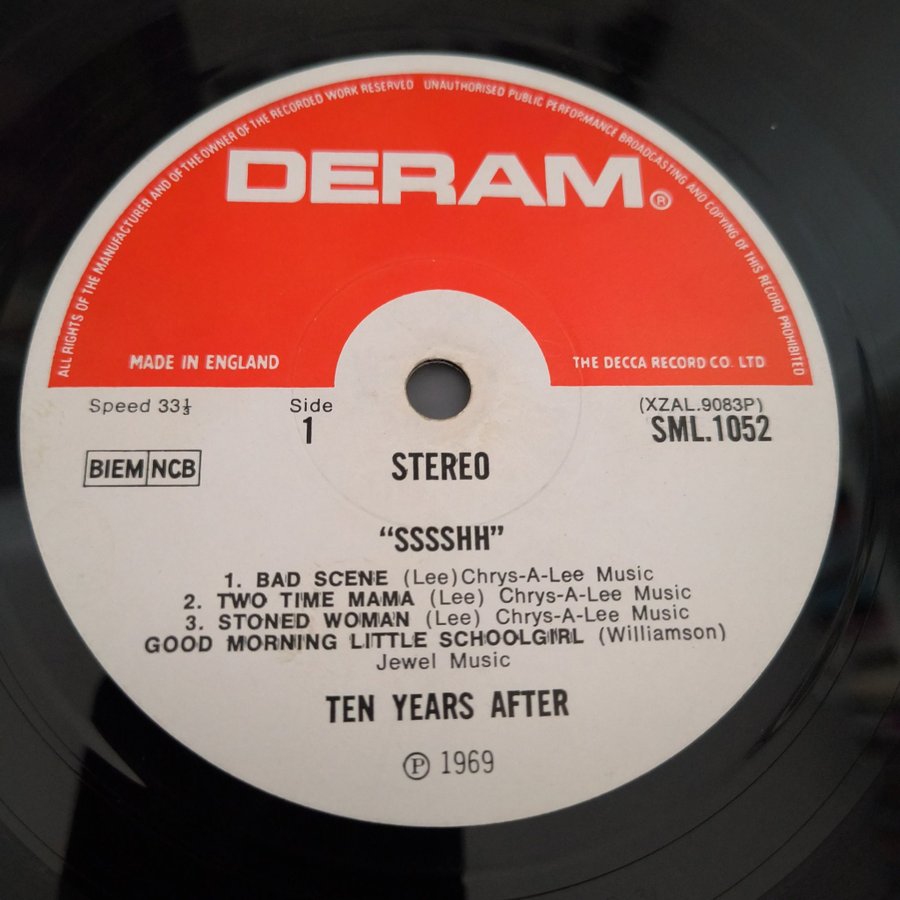 ALL RIGHTS OF THE MANUFACTURER AND OF THE OWNER OF THE RECORDED WORK RESERVED UNAUTHORISED PUBLIC PERFORMANCE BROADCASTING AND COPYING OF THIS RECORD PROHIBITED
DERAM®
MADE IN ENGLAND THE DECCA RECORD CO. LTD.
Speed 33⅓ Side (XZAL.9083P)
1 SML.1052
BIEM NCB STEREO
“SSSSHH”
1. BAD SCENE (Lee)Chrys-A-Lee Music
2. TWO TIME MAMA (Lee) Chrys-A-Lee Music
3. STONED WOMAN (Lee) Chrys-A-Lee Music
GOOD MORNING LITTLE SCHOOLGIRL (Williamson)
Jewel Music
TEN YEARS AFTER
℗ 1969